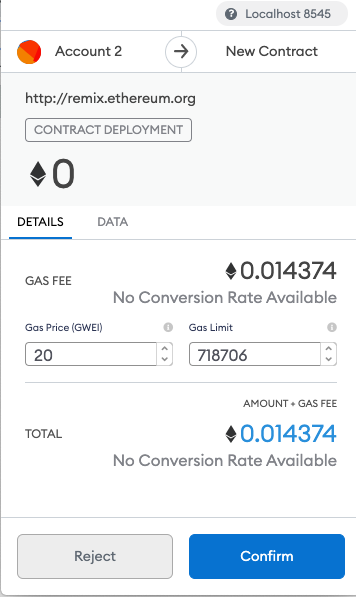 Localhost 8545
Account 2
New Contract
http://remix.ethereum.org
CONTRACT DEPLOYMENT
0
DETAILS DATA
GAS FEE
0.014374
No Conversion Rate Available
Gas Price (GWEI) Gas Limit
20 718706
AMOUNT + GAS FEE
TOTAL
0.014374
No Conversion Rate Available
Reject Confirm